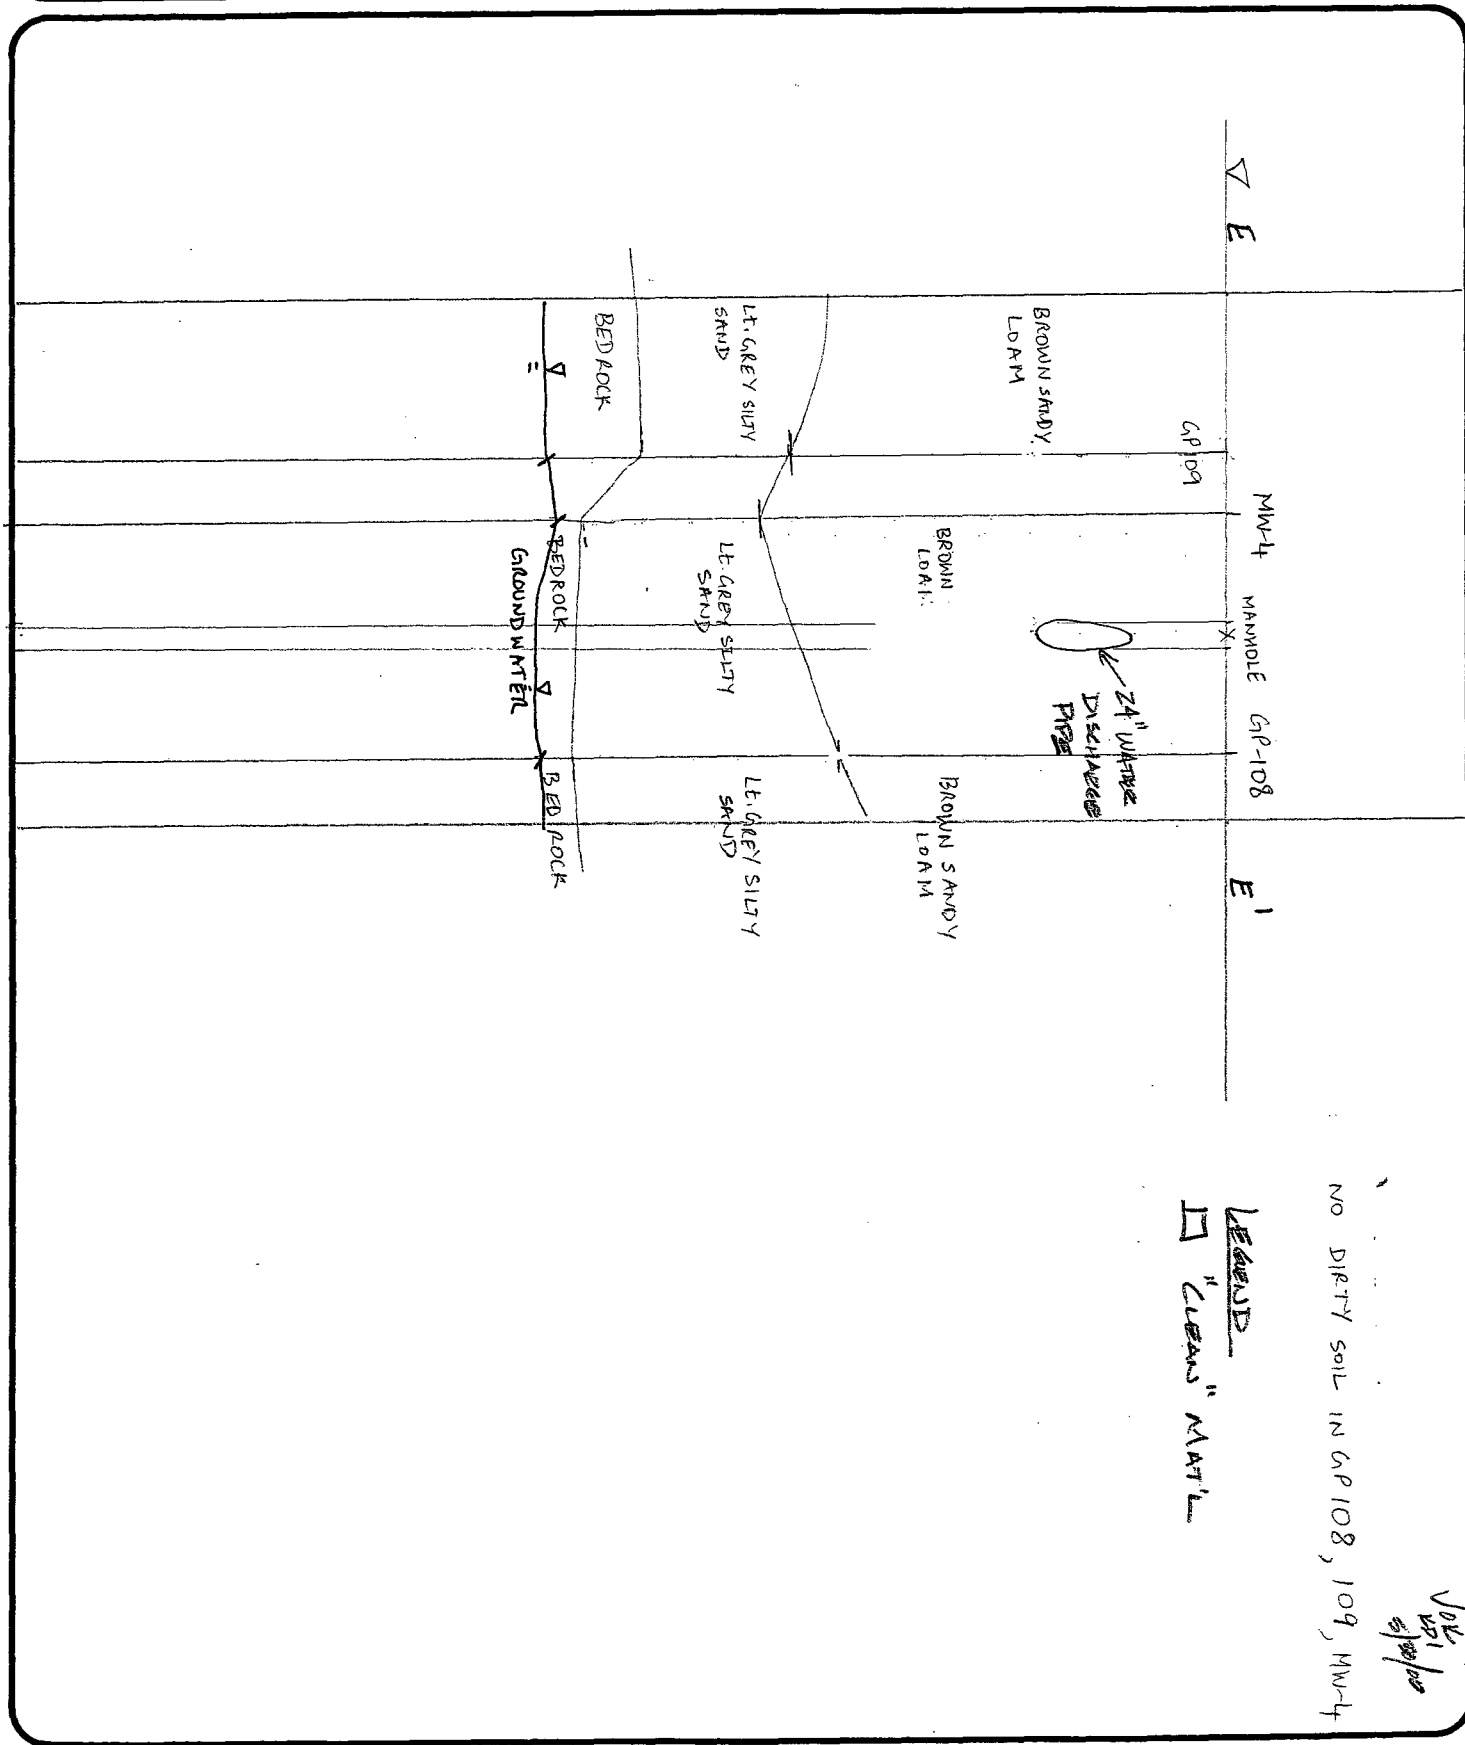 NO DIRTY SOIL IN GP108, 109, MW-4
LEGEND
"CLEAN" MAT'L
E
MW-4
MANHOLE
GP-108
E'
GP109
24" WATER
DISCHARGE
PIPE
BROWN SANDY
LOAM
BROWN
LOAM
BROWN SANDY
LOAM
Lt. GREY SILTY
SAND
Lt. GREY SILTY
SAND
Lt. GREY SILTY
SAND
BEDROCK
BEDROCK
BEDROCK
GROUNDWATER